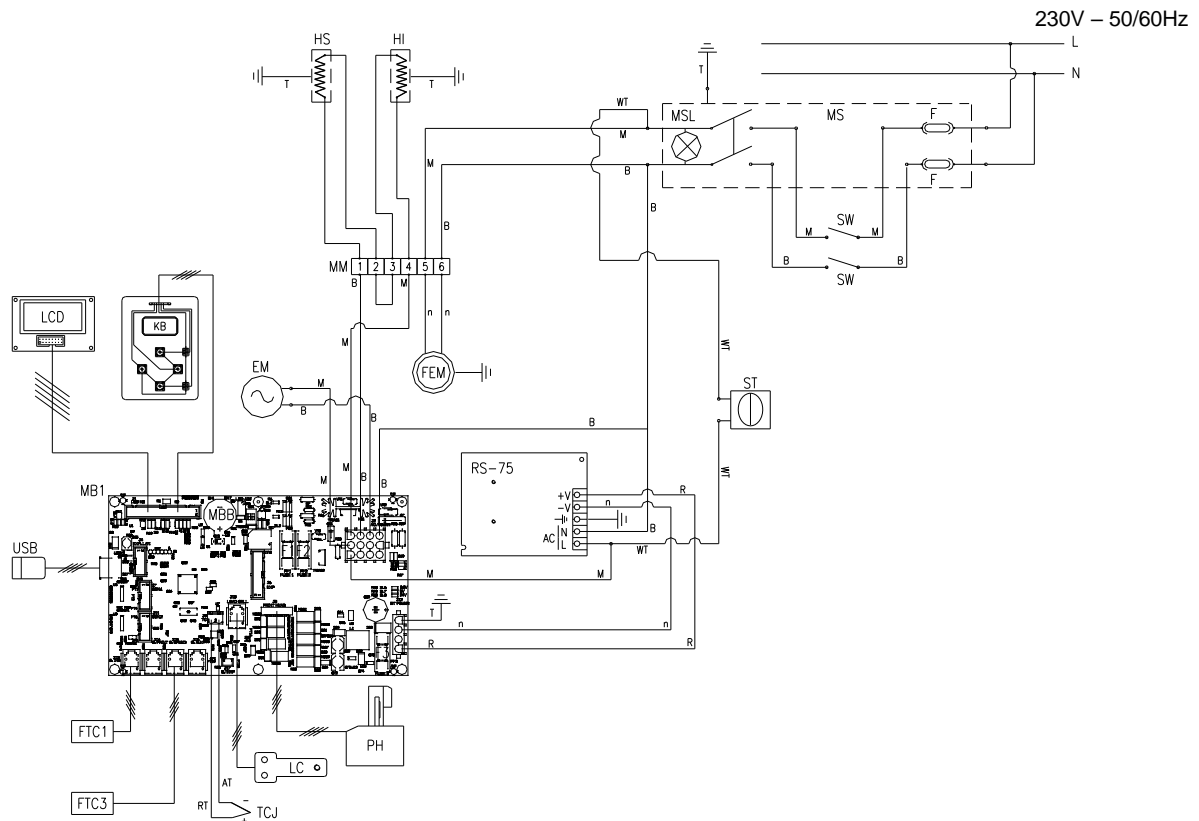 230V – 50/60Hz
HS
HI
L
N
T
T
T
WT
MSL
MS
F
M
B
F
M
B
B
SW
M
M
B
B
SW
MM
1
2
3
4
5
6
B
M
n
n
LCD
KB
M
FEM
EM
M
B
B
WT
ST
B
WT
M
M
B
B
RS-75
+V
-V
n
R
N
B
AC
L
WT
MB1
MBB
USB
M
M
T
n
n
R
R
FTC1
PH
LC
AT
FTC3
RT
-
TCJ
+